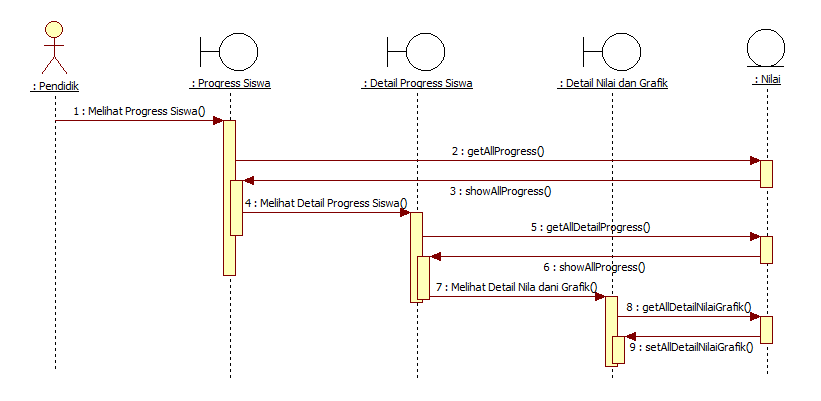 : Pendidik
: Progress Siswa
: Detail Progress Siswa
: Detail Nilai dan Grafik
: Nilai
1 : Melihat Progress Siswa()
2 : getAllProgress()
3 : showAllProgress()
4 : Melihat Detail Progress Siswa()
5 : getAllDetailProgress()
6 : showAllProgress()
7 : Melihat Detail Nila dani Grafik()
8 : getAllDetailNilaiGrafik()
9 : setAllDetailNilaiGrafik()